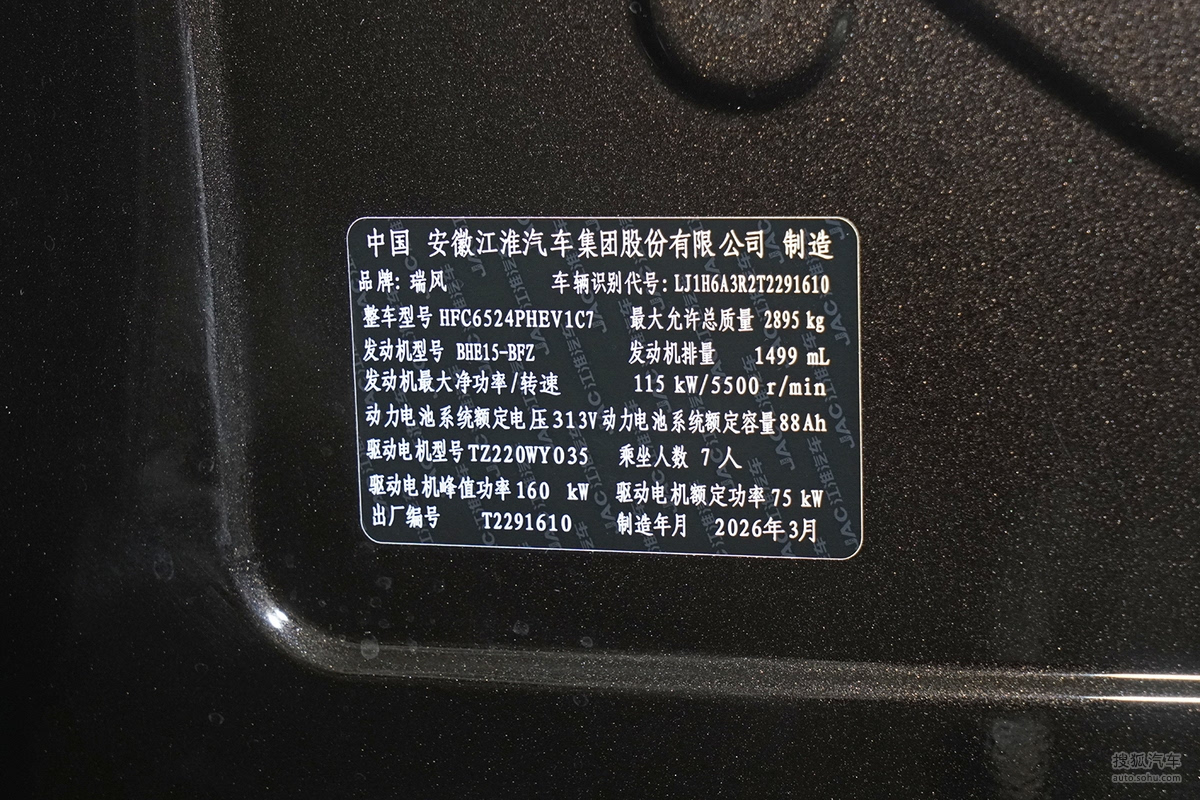 中国 安徽江淮汽车集团股份有限公司 制造
品牌: 瑞风 车辆识别代号: LJ1H6A3R2T2291610
整车型号 HFC6524PHEV1C7 最大允许总质量 2895 kg
发动机型号 BHE15-BFZ 发动机排量 1499 mL
发动机最大净功率/转速 115 kW/5500 r/min
动力电池系统额定电压 313V 动力电池系统额定容量 88Ah
驱动电机型号 TZ220WY035 乘坐人数 7 人
驱动电机峰值功率 160 kW 驱动电机额定功率 75 kW
出厂编号 T2291610 制造年月 2026年3月
搜狐汽车
auto.sohu.com